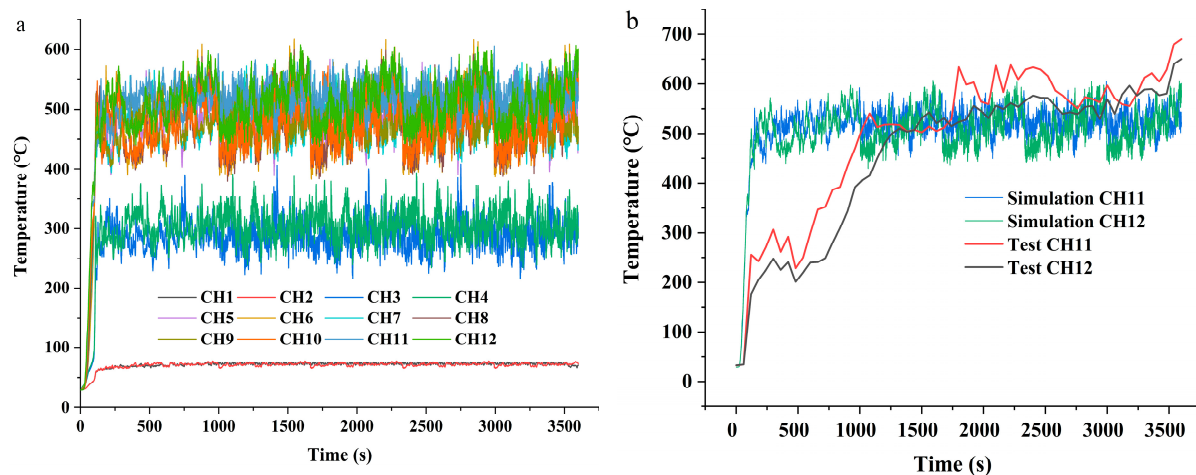 a
Temperature (℃)
600
500
400
300
200
100
0
CH1 CH2 CH3 CH4
CH5 CH6 CH7 CH8
CH9 CH10 CH11 CH12
0 500 1000 1500 2000 2500 3000 3500
Time (s)
b
Temperature (℃)
700
600
500
400
300
200
100
0
Simulation CH11
Simulation CH12
Test CH11
Test CH12
0 500 1000 1500 2000 2500 3000 3500
Time (s)